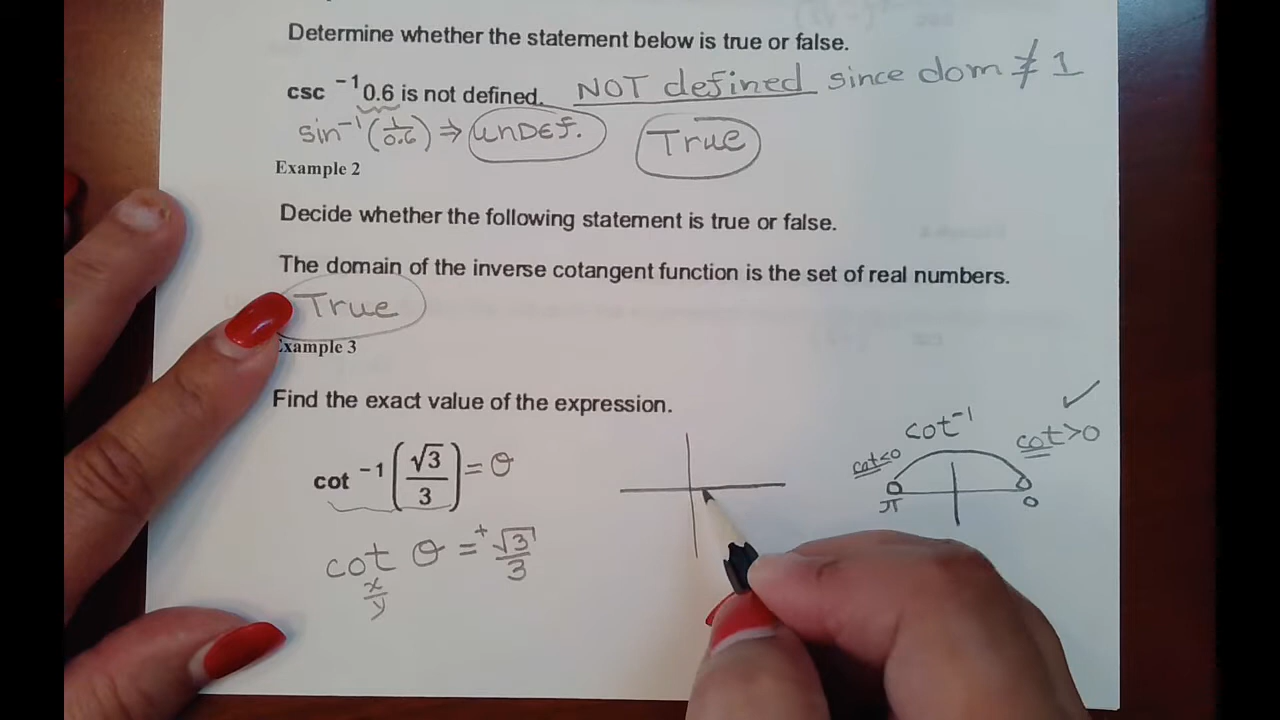 Determine whether the statement below is true or false.
csc ⁻¹0.6 is not defined. NOT defined since dom ≠ 1
sin⁻¹(1/0.6) ⇒ UNDEF. True
Example 2
Decide whether the following statement is true or false.
The domain of the inverse cotangent function is the set of real numbers.
True
Example 3
Find the exact value of the expression.
cot ⁻¹(√3/3) = θ
cot θ = +√3/3
x/y
cot⁻¹
cot<0 cot>0 ✓
π 0